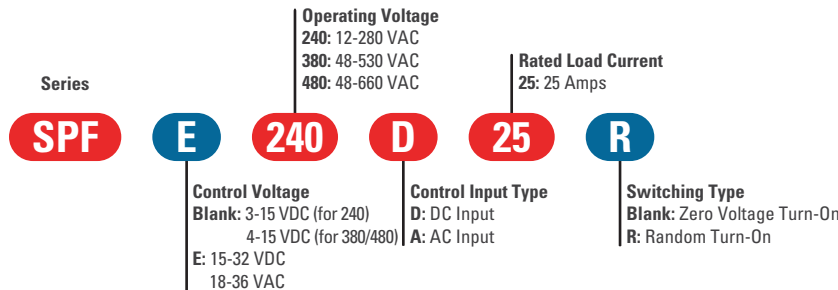 Operating Voltage
240: 12-280 VAC
380: 48-530 VAC
480: 48-660 VAC
Rated Load Current
25: 25 Amps
Series
SPF E 240 D 25 R
Control Voltage
Blank: 3-15 VDC (for 240)
4-15 VDC (for 380/480)
E: 15-32 VDC
18-36 VAC
Control Input Type
D: DC Input
A: AC Input
Switching Type
Blank: Zero Voltage Turn-On
R: Random Turn-On